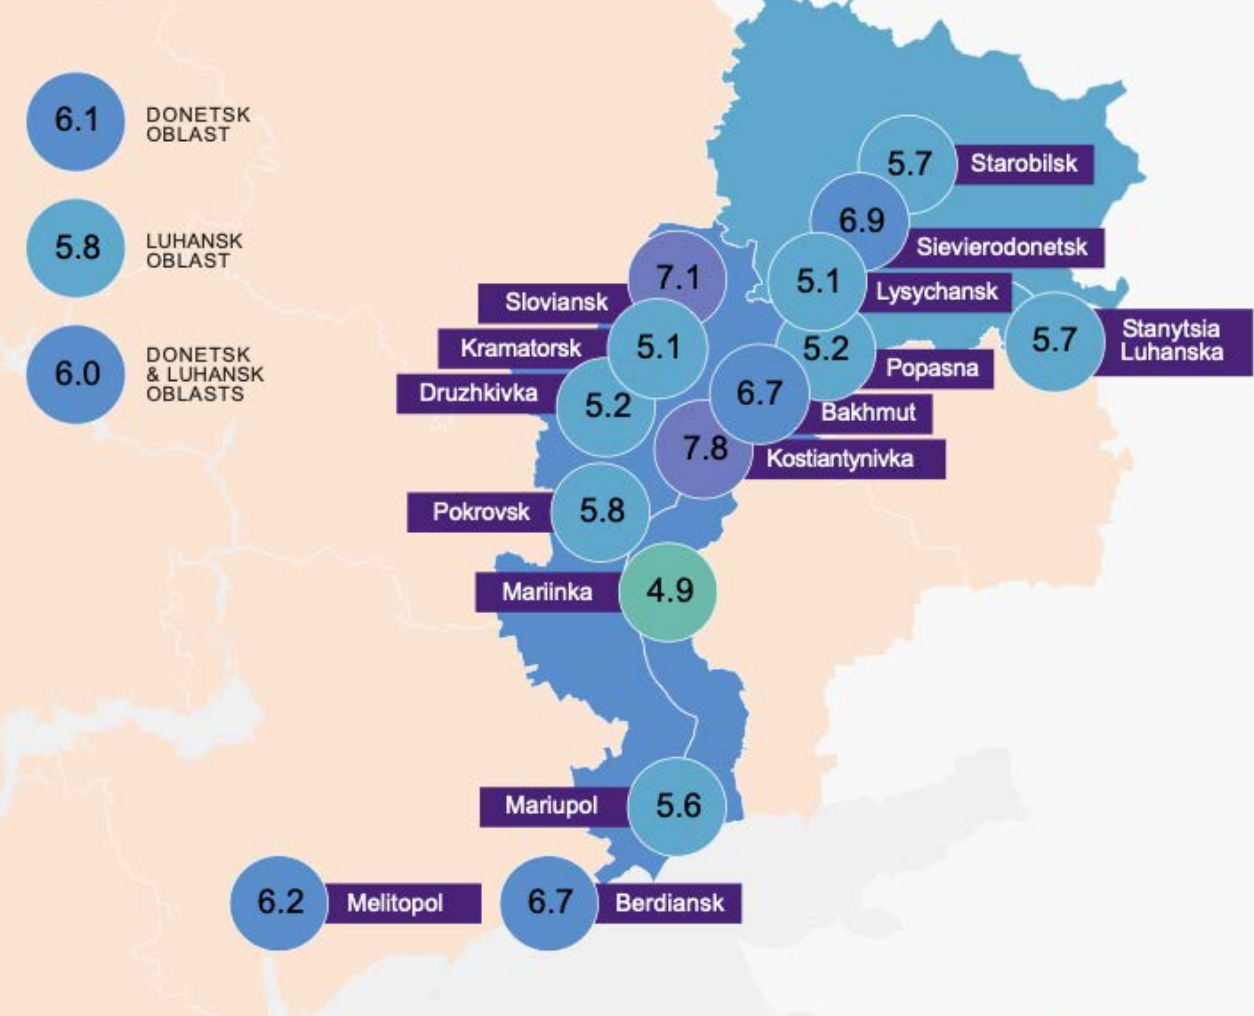 6.1
DONETSK
OBLAST
5.8
LUHANSK
OBLAST
6.0
DONETSK
& LUHANSK
OBLASTS
5.7
Starobilsk
6.9
Sievierodonetsk
7.1
Sloviansk
5.1
Lysychansk
5.7
Stanytsia
Luhanska
Kramatorsk
5.1
5.2
Popasna
Druzhkivka
5.2
6.7
Bakhmut
7.8
Kostiantynivka
Pokrovsk
5.8
Mariinka
4.9
Mariupol
5.6
6.2
Melitopol
6.7
Berdiansk